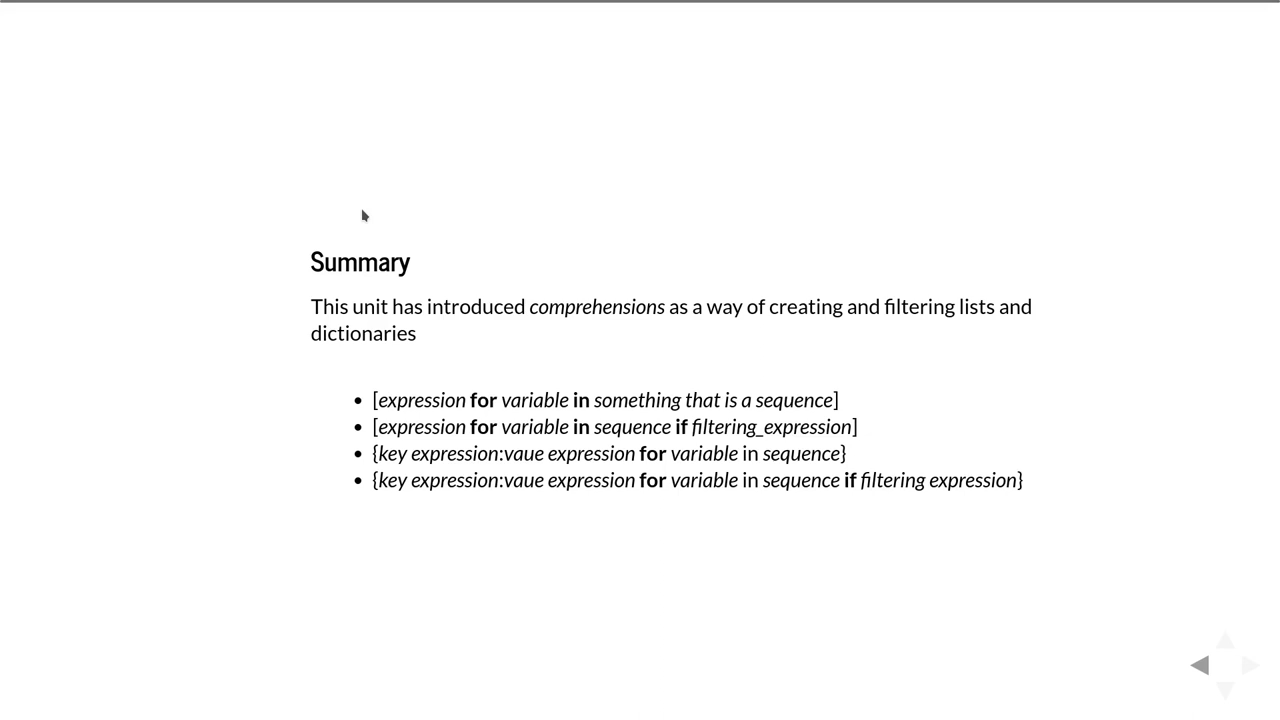 Summary
This unit has introduced comprehensions as a way of creating and filtering lists and
dictionaries
• [expression for variable in something that is a sequence]
• [expression for variable in sequence if filtering_expression]
• {key expression:vaue expression for variable in sequence}
• {key expression:vaue expression for variable in sequence if filtering expression}